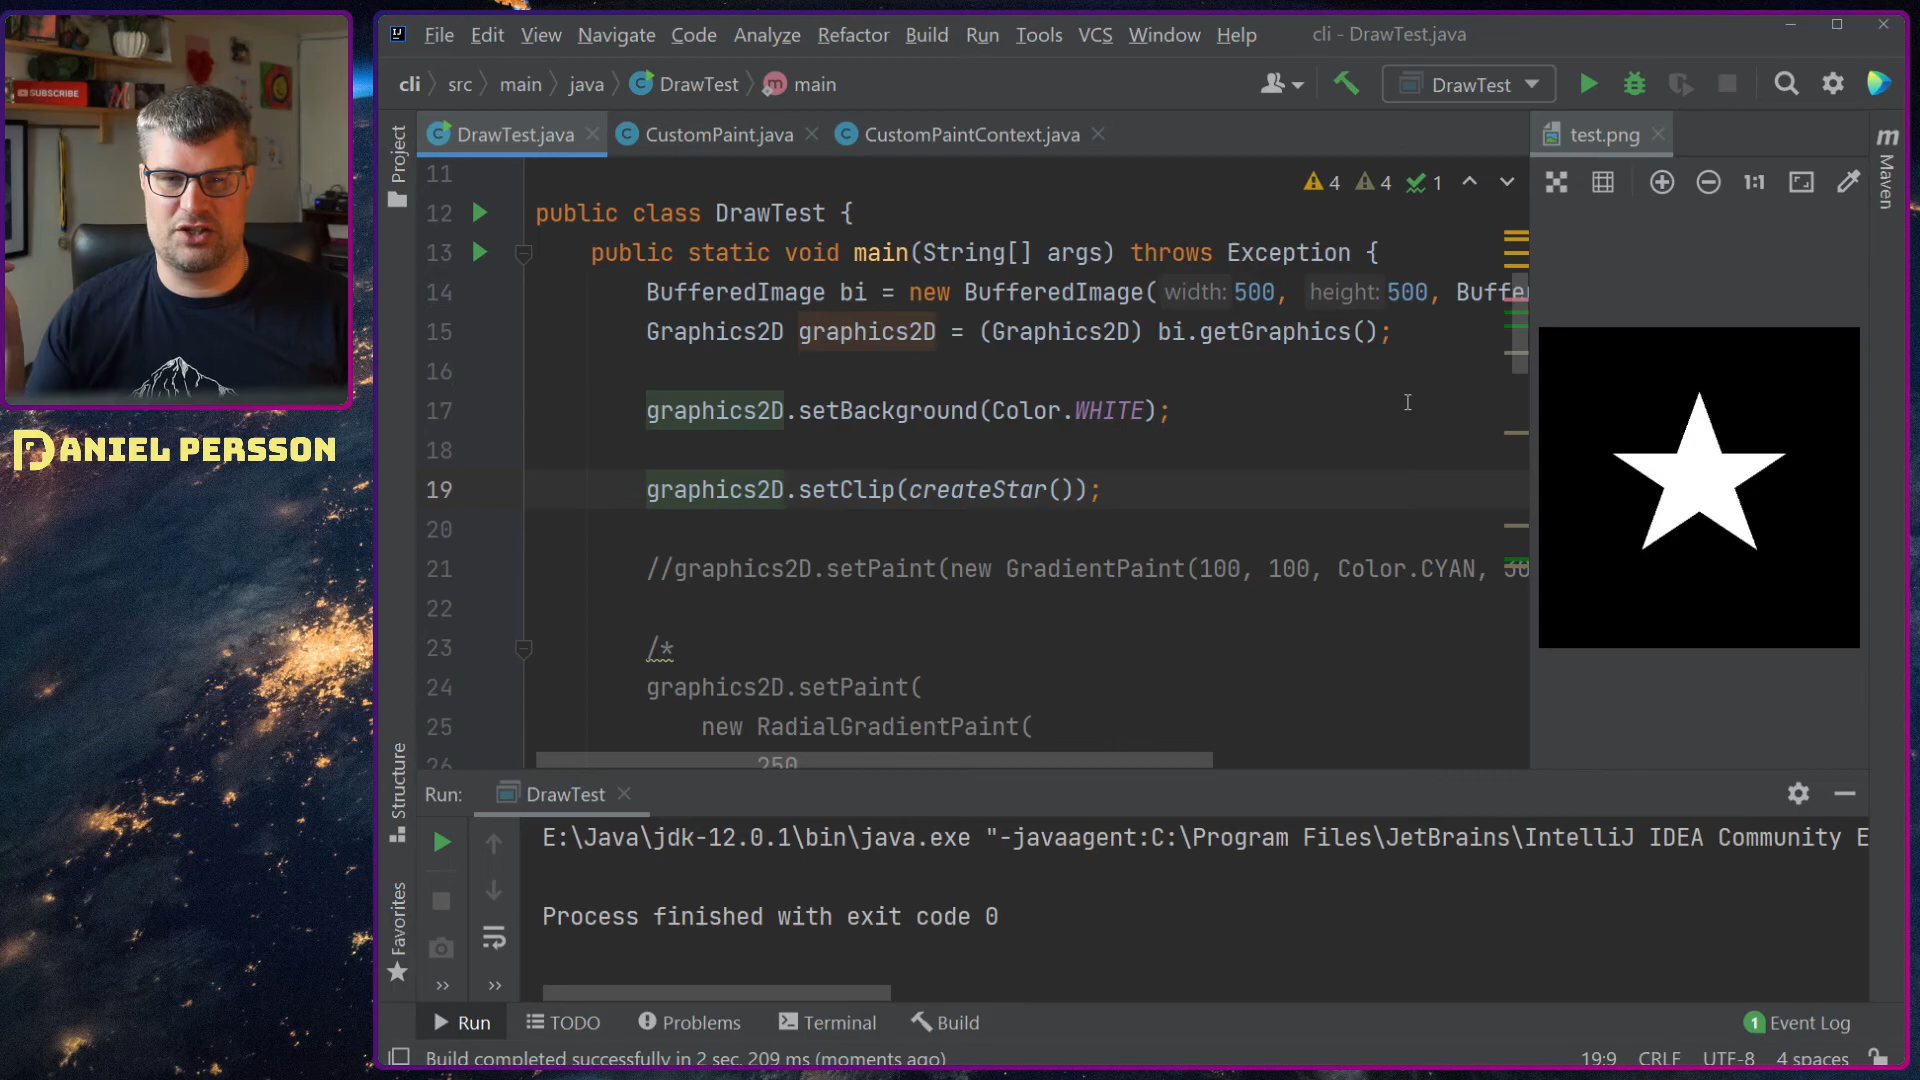 File Edit View Navigate Code Analyze Refactor Build Run Tools VCS Window Help cli - DrawTest.java
cli src main java DrawTest main DrawTest
DrawTest.java CustomPaint.java CustomPaintContext.java test.png
SUBSCRIBE
DANIEL PERSSON
Project
Structure
Favorites
Maven
4 4 1
1:1
11
12 public class DrawTest {
13 public static void main(String[] args) throws Exception {
14 BufferedImage bi = new BufferedImage( width: 500, height: 500, Buffe
15 Graphics2D graphics2D = (Graphics2D) bi.getGraphics();
16
17 graphics2D.setBackground(Color.WHITE);
18
19 graphics2D.setClip(createStar());
20
21 //graphics2D.setPaint(new GradientPaint(100, 100, Color.CYAN, 30
22
23 /*
24 graphics2D.setPaint(
25 new RadialGradientPaint(
26 250
Run: DrawTest
E:\Java\jdk-12.0.1\bin\java.exe "-javaagent:C:\Program Files\JetBrains\IntelliJ IDEA Community E
Process finished with exit code 0
Run TODO Problems Terminal Build 1 Event Log
Build completed successfully in 2 sec, 209 ms (moments ago) 19:9 CRLF UTF-8 4 spaces